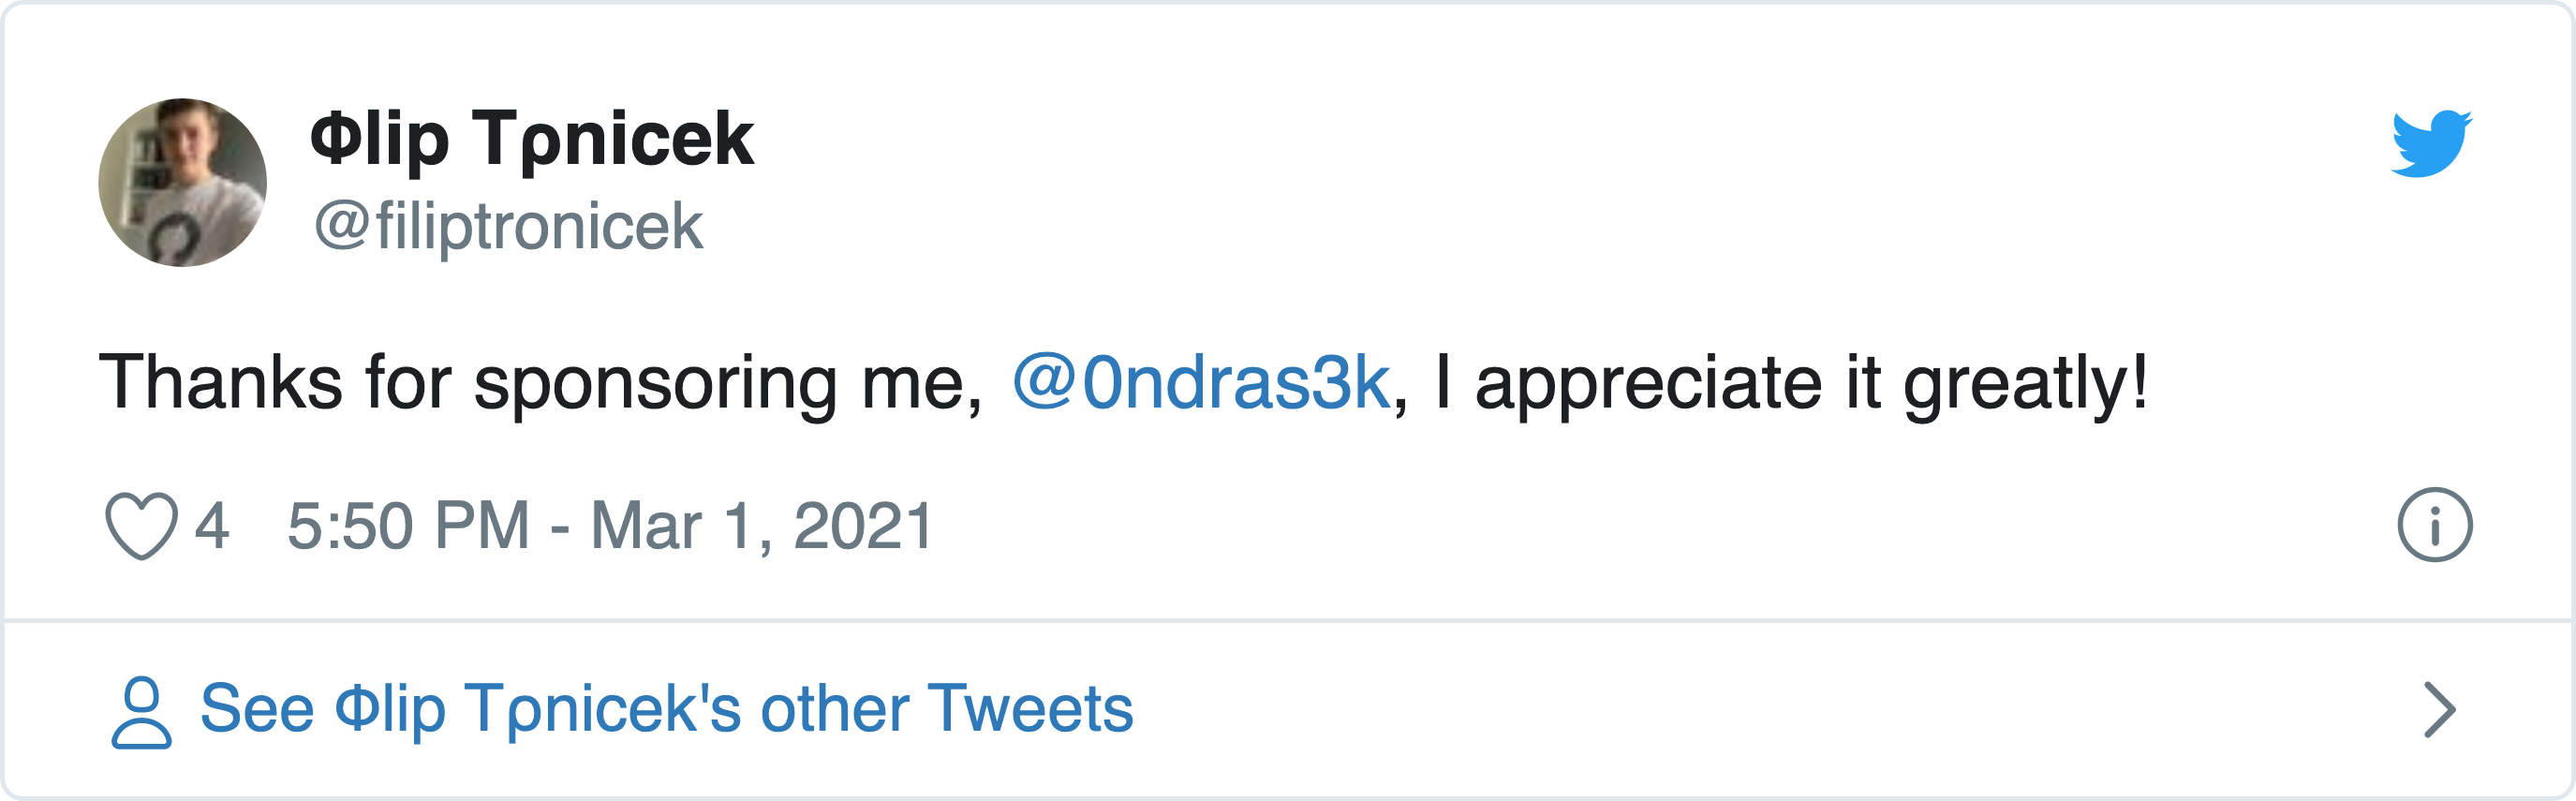 Φlip Tρnicek
@filiptronicek
Thanks for sponsoring me, @0ndras3k, I appreciate it greatly!
4 5:50 PM - Mar 1, 2021
See Φlip Tρnicek's other Tweets